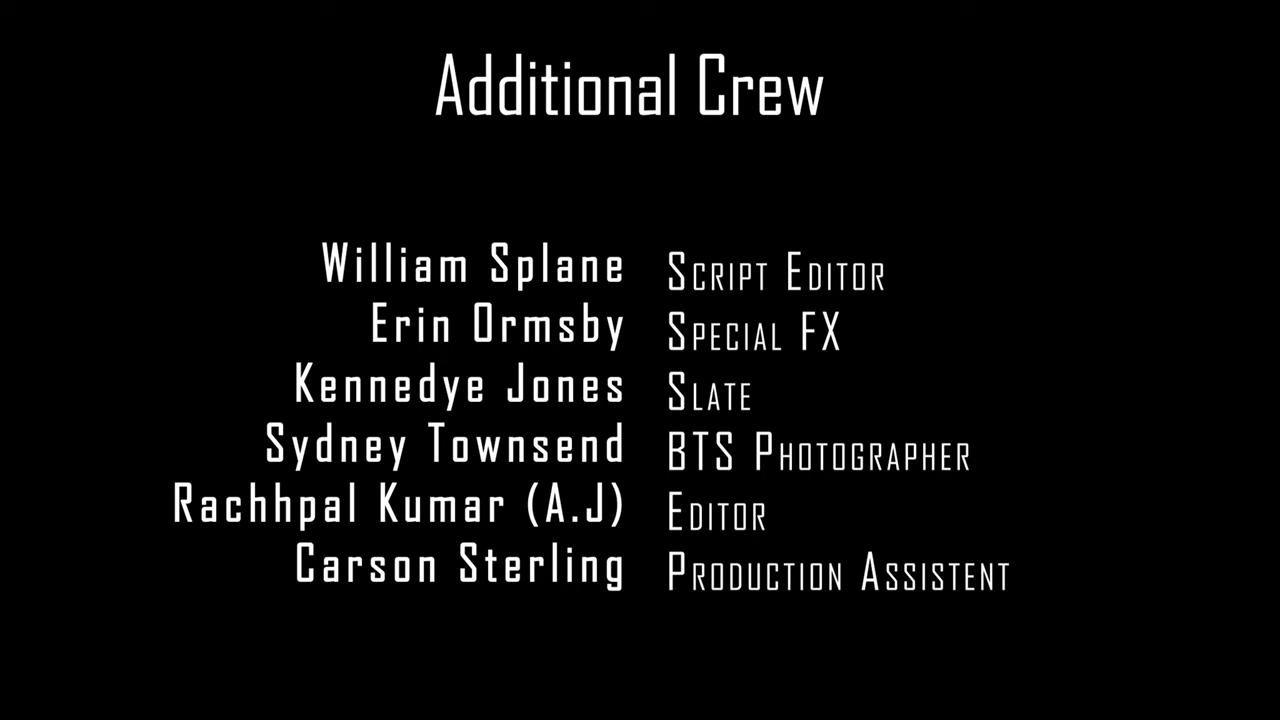 Additional Crew
William Splane Script Editor
Erin Ormsby Special FX
Kennedye Jones Slate
Sydney Townsend BTS Photographer
Rachhpal Kumar (A.J) Editor
Carson Sterling Production Assistent